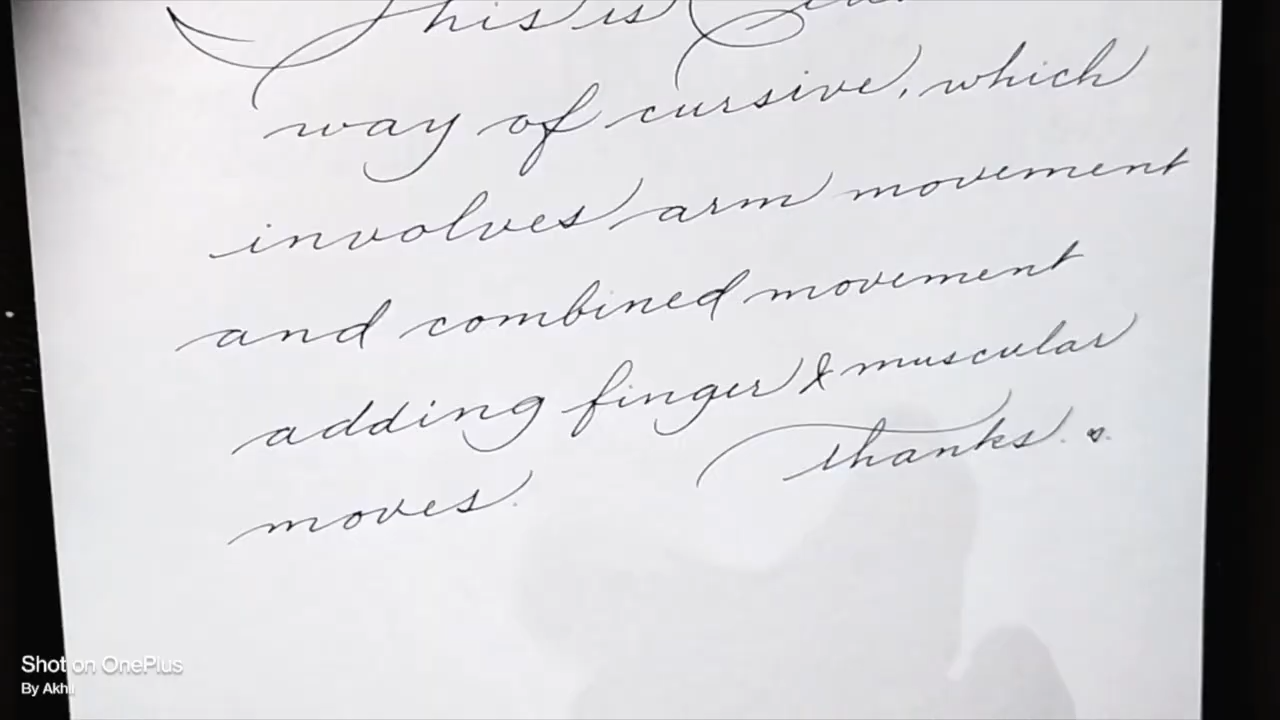 This is
way of cursive, which
involves arm movement
and combined movement
adding finger & muscular
moves.
Thanks.
Shot on OnePlus
By Akhil